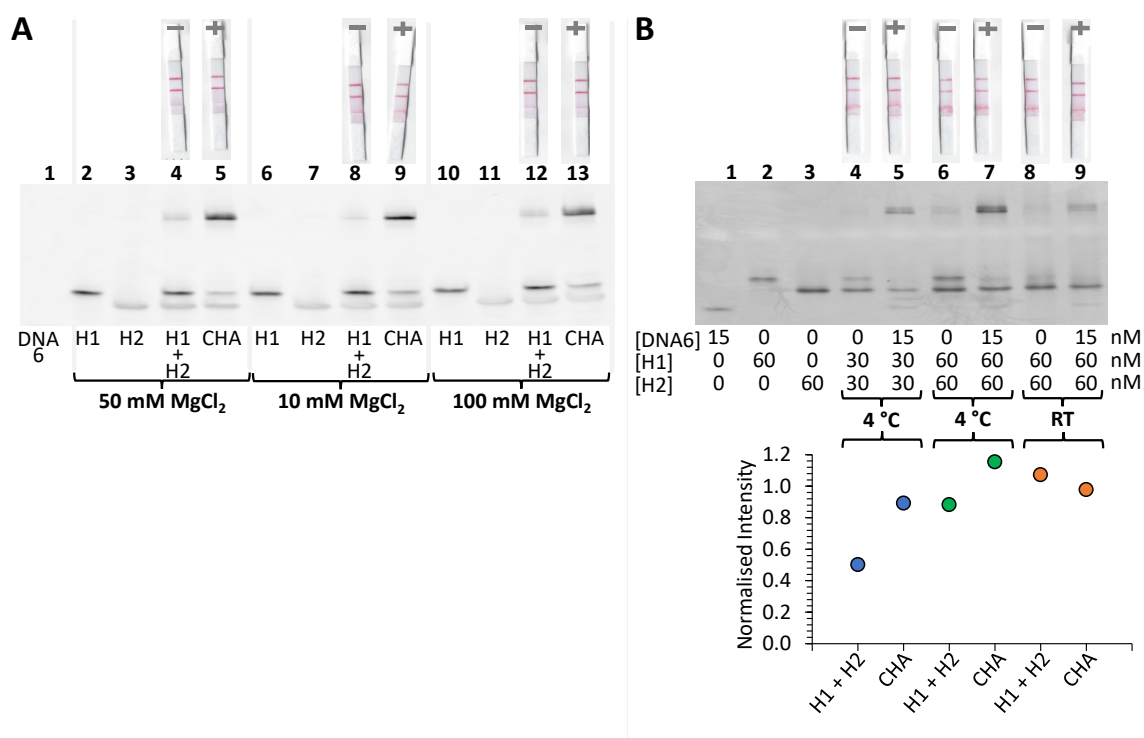 A
− + − + − +
1 2 3 4 5 6 7 8 9 10 11 12 13
DNA 6 H1 H2 H1 + H2 CHA H1 H2 H1 + H2 CHA H1 H2 H1 + H2 CHA
50 mM MgCl₂ 10 mM MgCl₂ 100 mM MgCl₂
B
− + − + − +
1 2 3 4 5 6 7 8 9
[DNA6] 15 0 0 0 15 0 15 0 15 nM
[H1] 0 60 0 30 30 60 60 60 60 nM
[H2] 0 0 60 30 30 60 60 60 60 nM
4 °C 4 °C RT
Normalised Intensity
1.2
1.0
0.8
0.6
0.4
0.2
0.0
H1 + H2 CHA H1 + H2 CHA H1 + H2 CHA